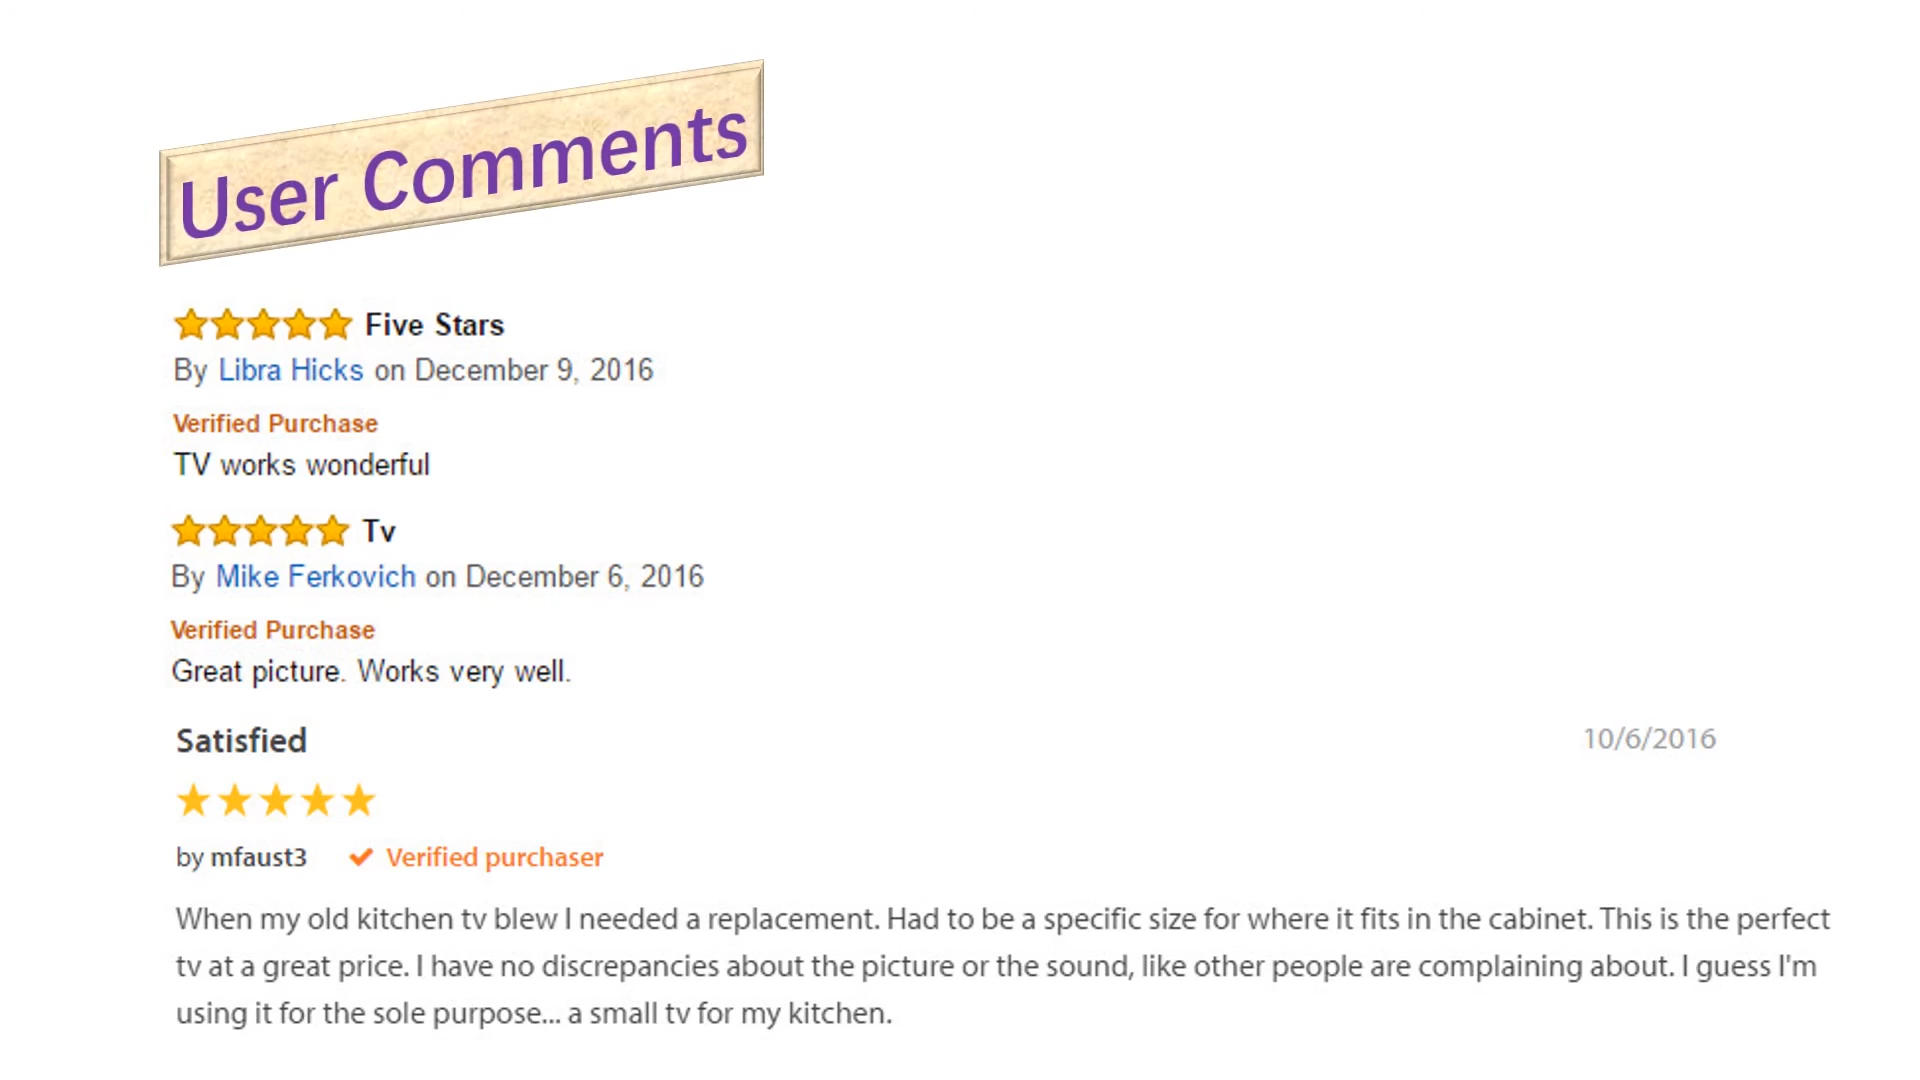 User Comments
Five Stars
By Libra Hicks on December 9, 2016
Verified Purchase
TV works wonderful
Tv
By Mike Ferkovich on December 6, 2016
Verified Purchase
Great picture. Works very well.
Satisfied 10/6/2016
by mfaust3 Verified purchaser
When my old kitchen tv blew I needed a replacement. Had to be a specific size for where it fits in the cabinet. This is the perfect
tv at a great price. I have no discrepancies about the picture or the sound, like other people are complaining about. I guess I'm
using it for the sole purpose... a small tv for my kitchen.